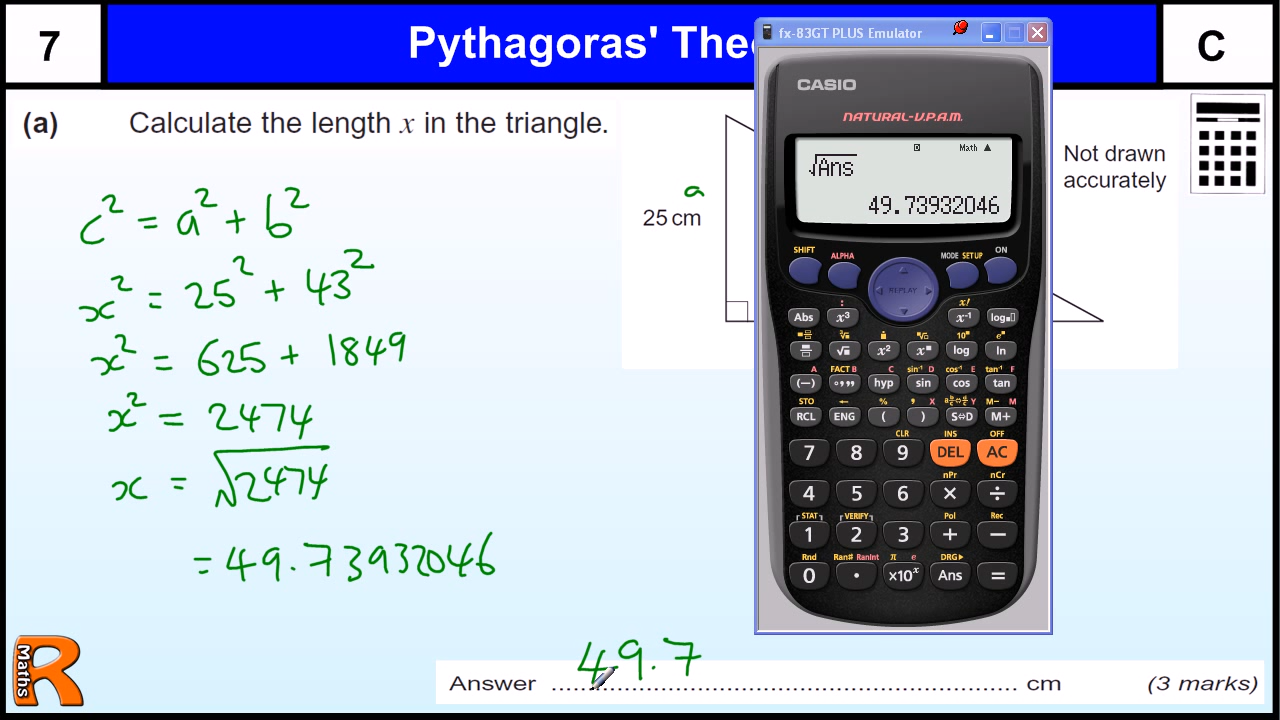 7
Pythagoras' Theo
C
(a) Calculate the length x in the triangle.
c² = a² + b²
x² = 25² + 43²
x² = 625 + 1849
x² = 2474
x = √2474
= 49.73932046
a
25 cm
Not drawn
accurately
fx-83GT PLUS Emulator
CASIO
NATURAL-V.P.A.M.
D Math ▲
√Ans
49.73932046
SHIFT ALPHA MODE SETUP ON
REPLAY
: x!
Abs x³ x⁻¹ log
10 e
√ x² x log ln
A FACT B C sin⁻¹ D cos⁻¹ E tan⁻¹ F
(−) °,,, hyp sin cos tan
STO ← % , X Y M− M
RCL ENG ( ) S⇔D M+
CLR INS OFF
7 8 9 DEL AC
nPr nCr
4 5 6 × ÷
STAT VERIFY Pol Rec
1 2 3 + −
Rnd Ran# RanInt π e DRG▶
0 • ×10ˣ Ans =
R
Maths
49.7
Answer ........................................ cm (3 marks)